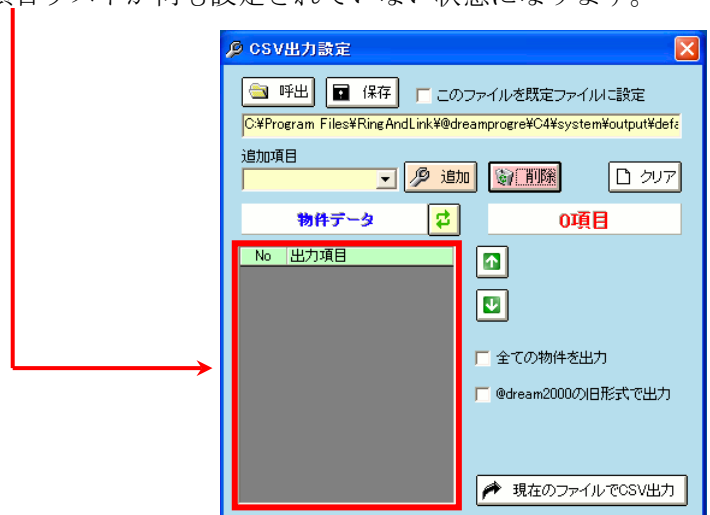 リストが何も設定されていない状態になります。
CSV出力設定
呼出 保存 このファイルを既定ファイルに設定
C:¥Program Files¥RingAndLink¥@dreamprogre¥C4¥system¥output¥defa
追加項目
追加 削除 クリア
物件データ 0項目
No 出力項目
全ての物件を出力
@dream2000の旧形式で出力
現在のファイルでCSV出力